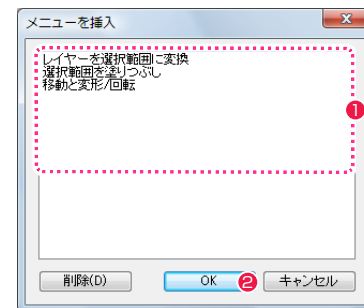 メニューを挿入
レイヤーを選択範囲に変換
選択範囲を塗りつぶし
移動と変形/回転
1
削除(D)
OK
2
キャンセル